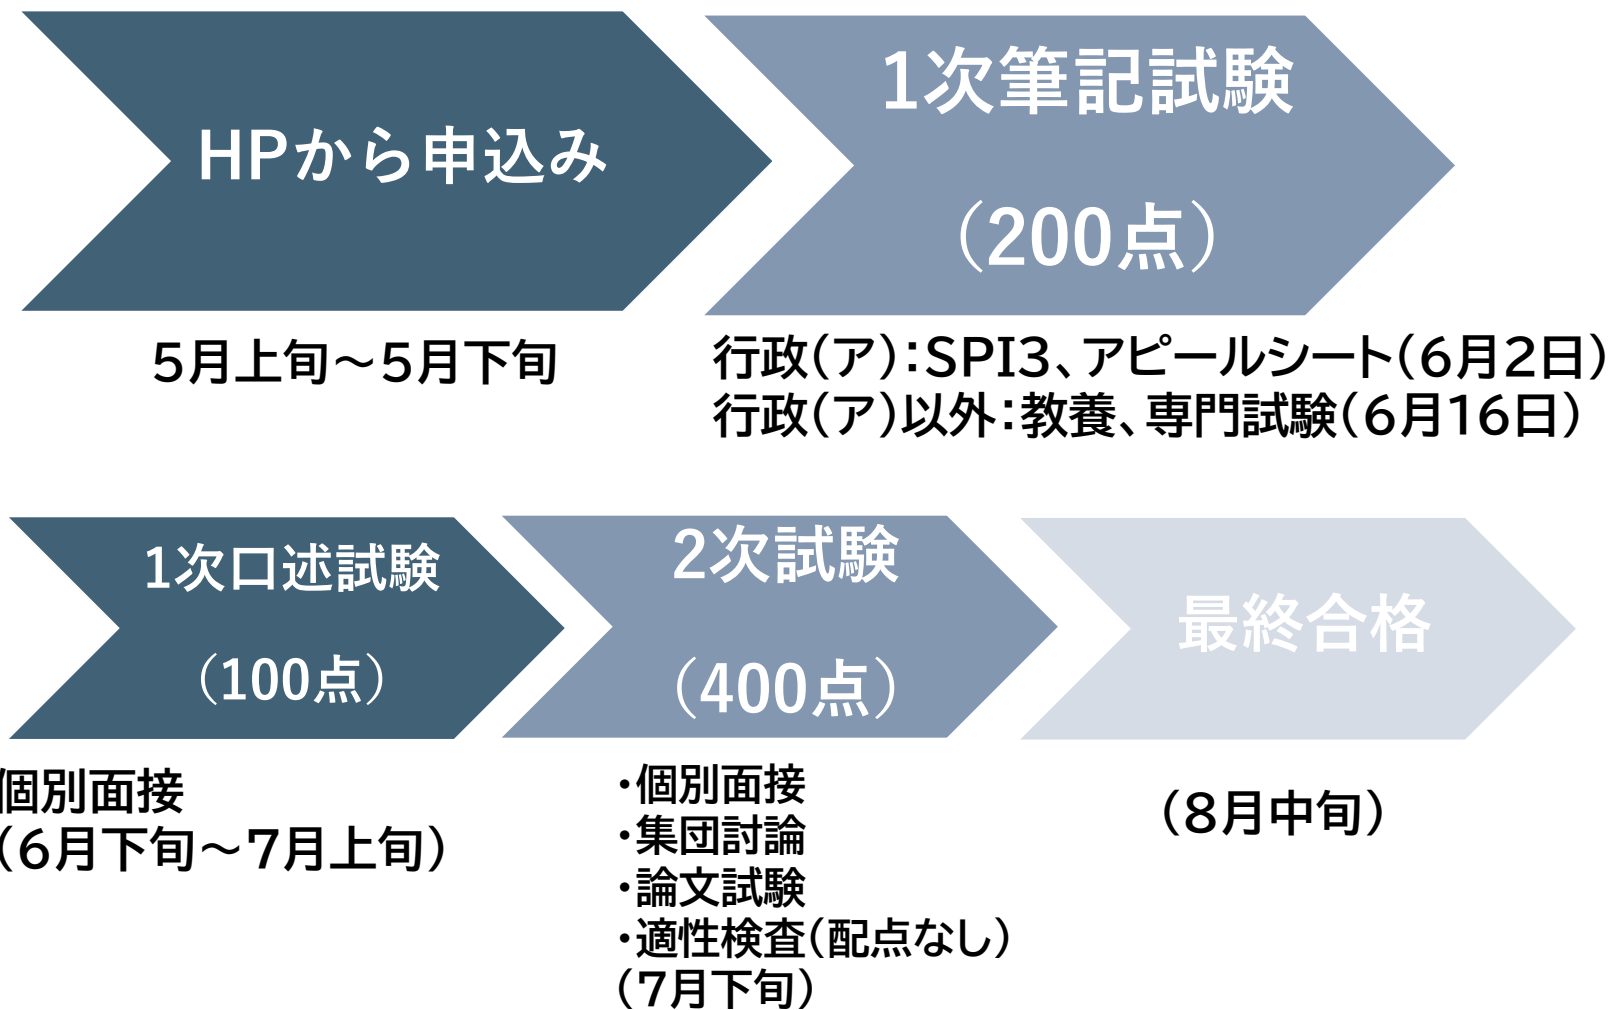 HPから申込み
5月上旬～5月下旬
1次筆記試験
（200点）
行政(ア):SPI3、アピールシート(6月2日)
行政(ア)以外:教養、専門試験(6月16日)
1次口述試験
（100点）
個別面接
(6月下旬～7月上旬)
2次試験
（400点）
・個別面接
・集団討論
・論文試験
・適性検査(配点なし)
(7月下旬)
最終合格
(8月中旬)